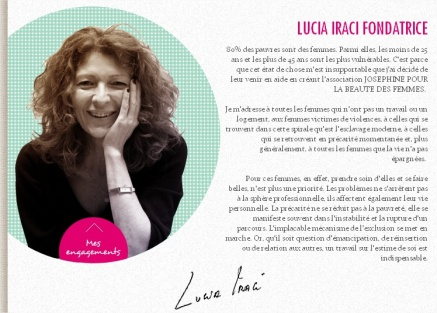 LUCIA IRACI FONDATRICE
80% des pauvres sont des femmes. Parmi elles, les moins de 25
ans et les plus de 45 ans sont les plus vulnérables. C'est parce
que cet état de chose m'est insupportable que j'ai décidé de
leur venir en aide en créant l'association JOSEPHINE POUR
LA BEAUTE DES FEMMES.
Je m'adresse à toutes les femmes qui n'ont pas un travail ou un
logement, aux femmes victimes de violences, à celles qui se
trouvent dans cette spirale qu'est l'esclavage moderne, à celles
qui se retrouvent en précarité momentanée et, plus
généralement, à toutes les femmes que la vie n'a pas
épargnées.
Pour ces femmes, en effet, prendre soin d'elles et se faire
belles, n'est plus une priorité. Les problèmes ne s'arrêtent pas
à la sphère professionnelle, ils affectent également leur vie
personnelle. La précarité ne se réduit pas à la pauvreté, elle se
manifeste souvent dans l'instabilité et la rupture d'un
parcours. L'implacable mécanisme de l'exclusion se met en
marche. Or, qu'il soit question d'émancipation, de réinsertion
ou de relation aux autres, un travail sur l'estime de soi est
indispensable.
Mes
engagements
Lucia Iraci